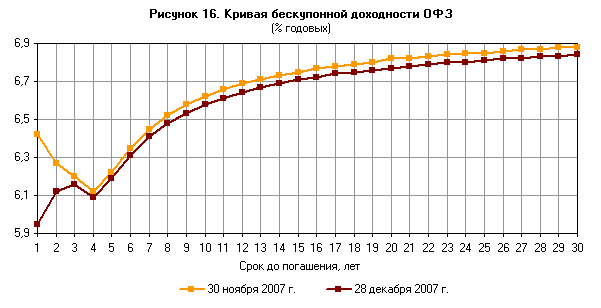 Рисунок 16. Кривая бескупонной доходности ОФЗ
(% годовых)
6,9
6,7
6,5
6,3
6,1
5,9
1 2 3 4 5 6 7 8 9 10 11 12 13 14 15 16 17 18 19 20 21 22 23 24 25 26 27 28 29 30
Срок до погашения, лет
30 ноября 2007 г. 28 декабря 2007 г.